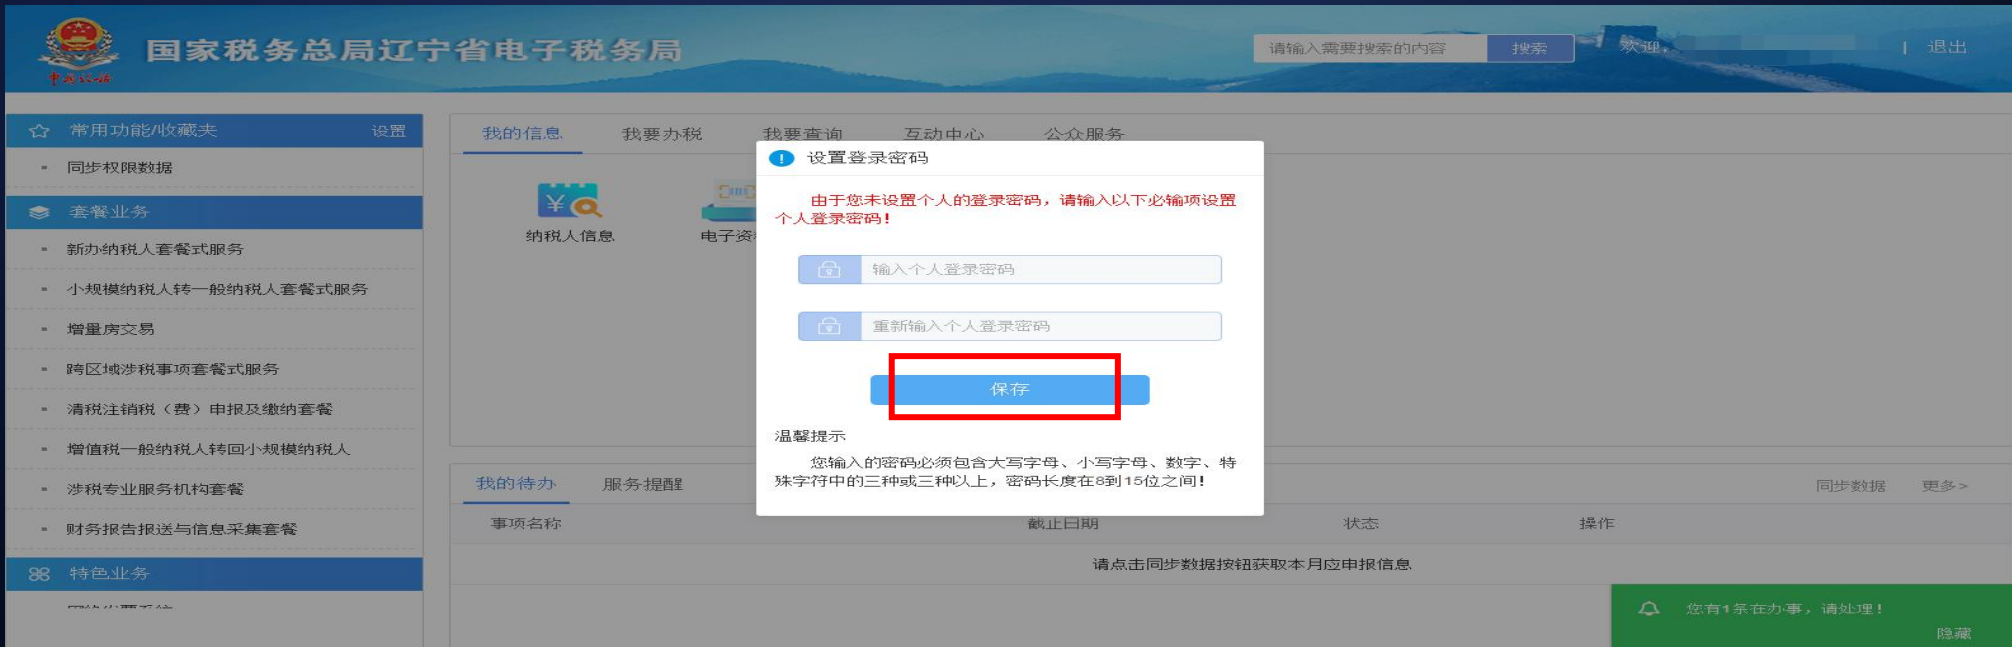 国家税务总局辽宁省电子税务局
请输入需要搜索的内容
搜索
欢迎,
| 退出
常用功能/收藏夹
设置
同步权限数据
套餐业务
新办纳税人套餐式服务
小规模纳税人转一般纳税人套餐式服务
增量房交易
跨区域涉税事项套餐式服务
清税注销税（费）申报及缴纳套餐
增值税一般纳税人转回小规模纳税人
涉税专业服务机构套餐
财务报告报送与信息采集套餐
特色业务
我的信息
我要办税
我要查询
互动中心
公众服务
纳税人信息
电子资
设置登录密码
由于您未设置个人的登录密码，请输入以下必输项设置
个人登录密码！
输入个人登录密码
重新输入个人登录密码
保存
温馨提示
您输入的密码必须包含大写字母、小写字母、数字、特
殊字符中的三种或三种以上，密码长度在8到15位之间！
我的待办
服务提醒
同步数据
更多>
事项名称
截止日期
状态
操作
请点击同步数据按钮获取本月应申报信息
您有1条在办事，请处理！
隐藏